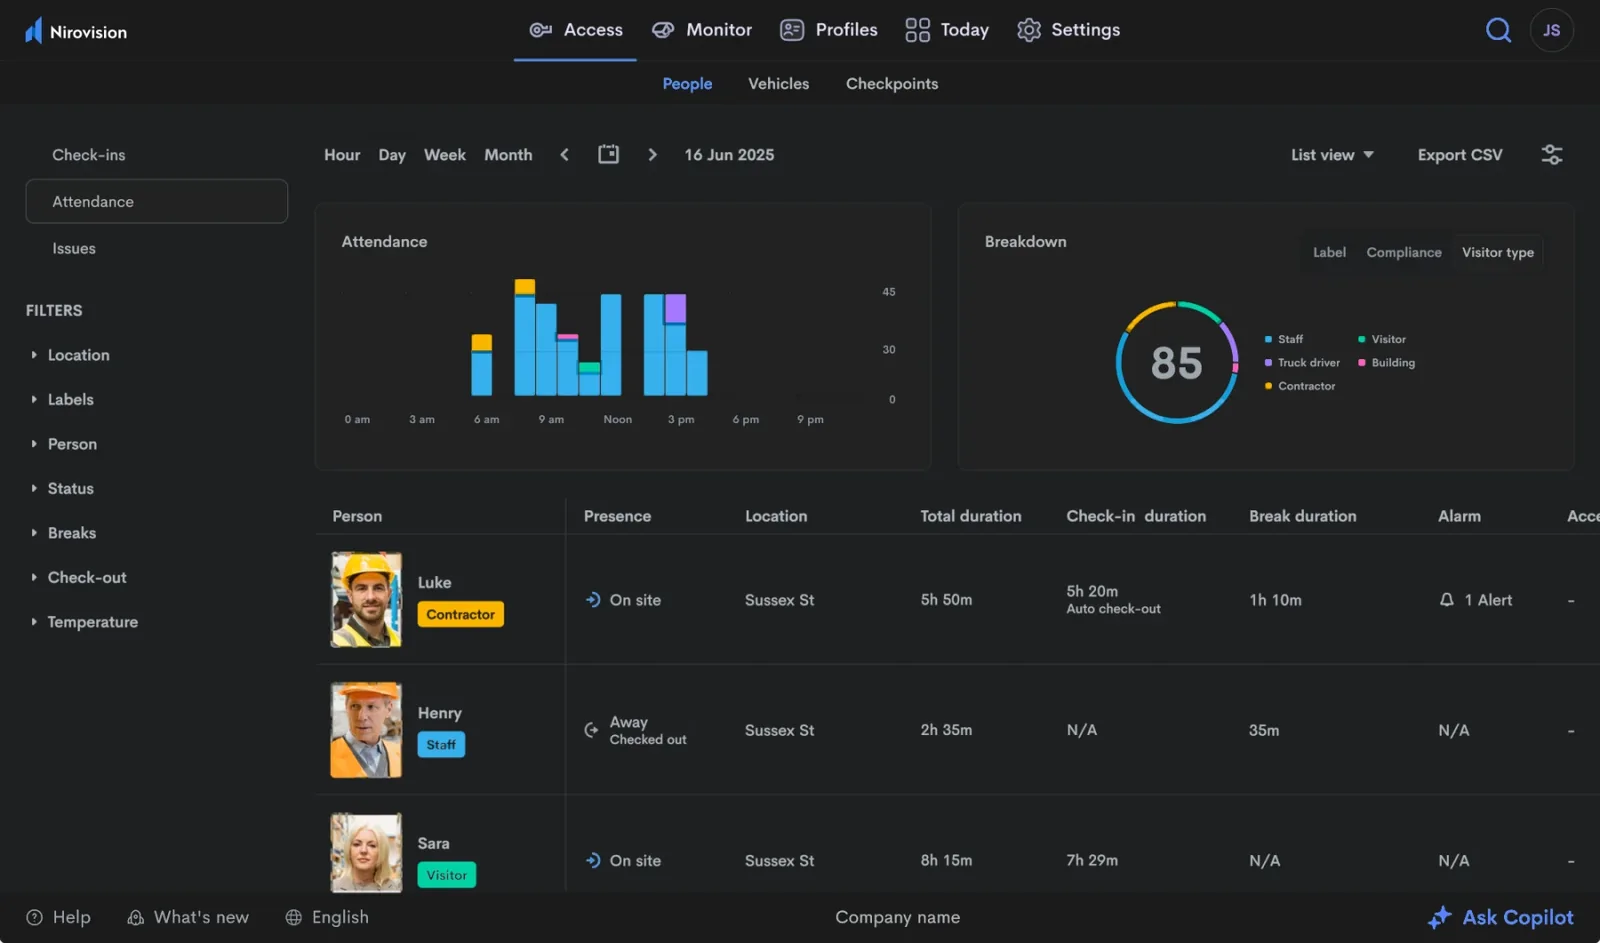 Nirovision
Access
Monitor
Profiles
Today
Settings
JS
People
Vehicles
Checkpoints
Check-ins
Attendance
Issues
FILTERS
Location
Labels
Person
Status
Breaks
Check-out
Temperature
Hour
Day
Week
Month
16 Jun 2025
List view
Export CSV
Attendance
45
30
0
0 am
3 am
6 am
9 am
Noon
3 pm
6 pm
9 pm
Breakdown
Label
Compliance
Visitor type
85
Staff
Visitor
Truck driver
Building
Contractor
Person
Presence
Location
Total duration
Check-in duration
Break duration
Alarm
Acce
Luke
Contractor
On site
Sussex St
5h 50m
5h 20m
Auto check-out
1h 10m
1 Alert
-
Henry
Staff
Away
Checked out
Sussex St
2h 35m
N/A
35m
N/A
-
Sara
Visitor
On site
Sussex St
8h 15m
7h 29m
N/A
N/A
-
Help
What's new
English
Company name
Ask Copilot